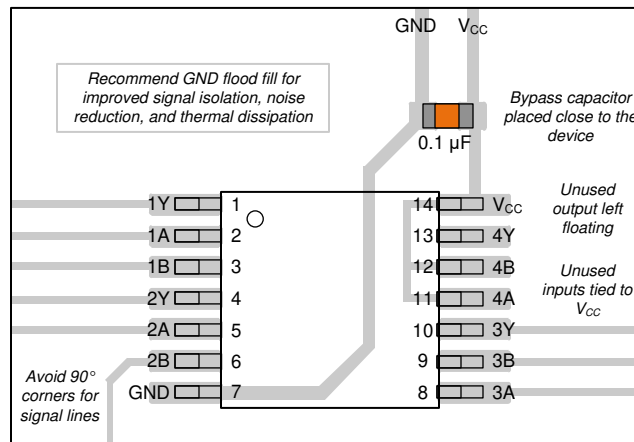 GND V_CC
Recommend GND flood fill for
improved signal isolation, noise
reduction, and thermal dissipation
Bypass capacitor
placed close to the
device
0.1 µF
1Y 1 14 V_CC
1A 2 13 4Y
1B 3 12 4B
2Y 4 11 4A
2A 5 10 3Y
2B 6 9 3B
GND 7 8 3A
Unused
output left
floating
Unused
inputs tied to
V_CC
Avoid 90°
corners for
signal lines